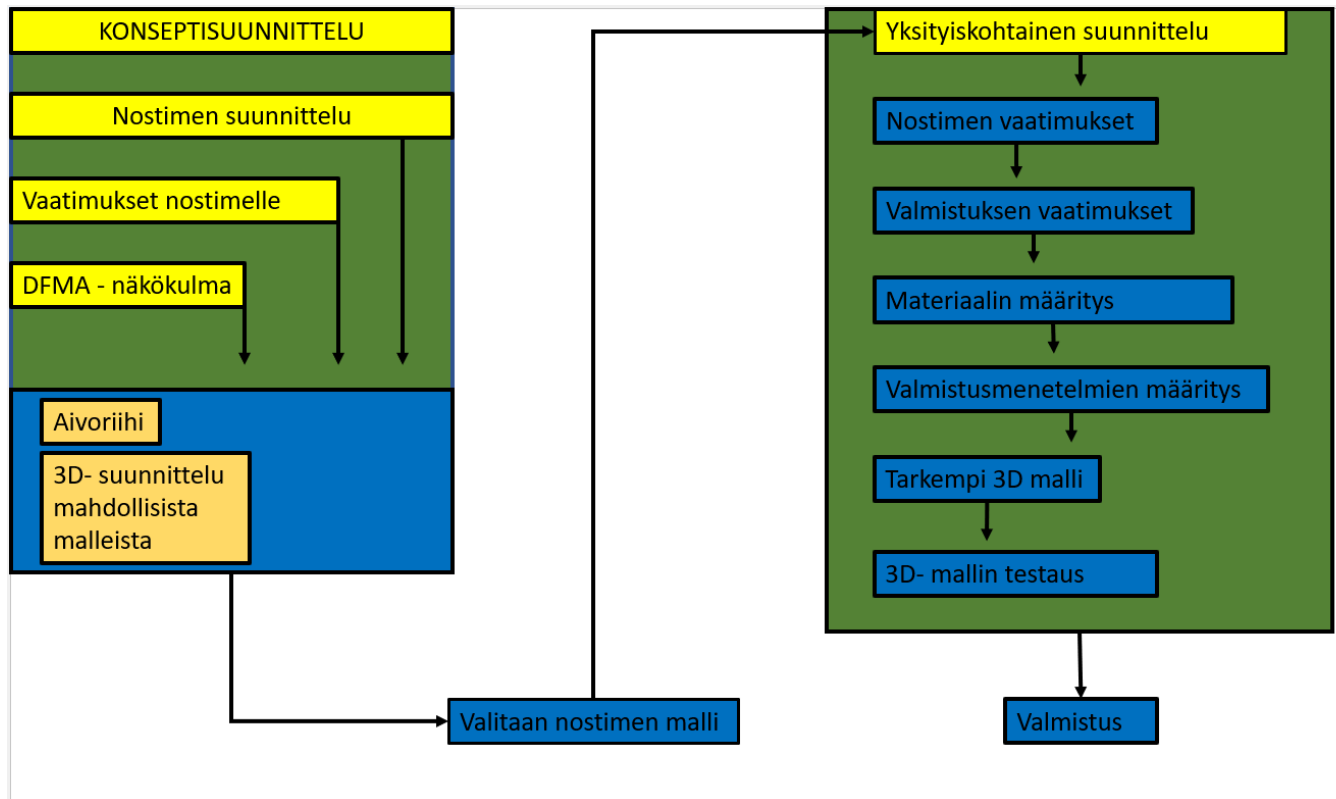 KONSEPTISUUNNITTELU
Nostimen suunnittelu
Vaatimukset nostimelle
DFMA - näkökulma
Aivoriihi
3D- suunnittelu
mahdollisista
malleista
Valitaan nostimen malli
Yksityiskohtainen suunnittelu
Nostimen vaatimukset
Valmistuksen vaatimukset
Materiaalin määritys
Valmistusmenetelmien määritys
Tarkempi 3D malli
3D- mallin testaus
Valmistus